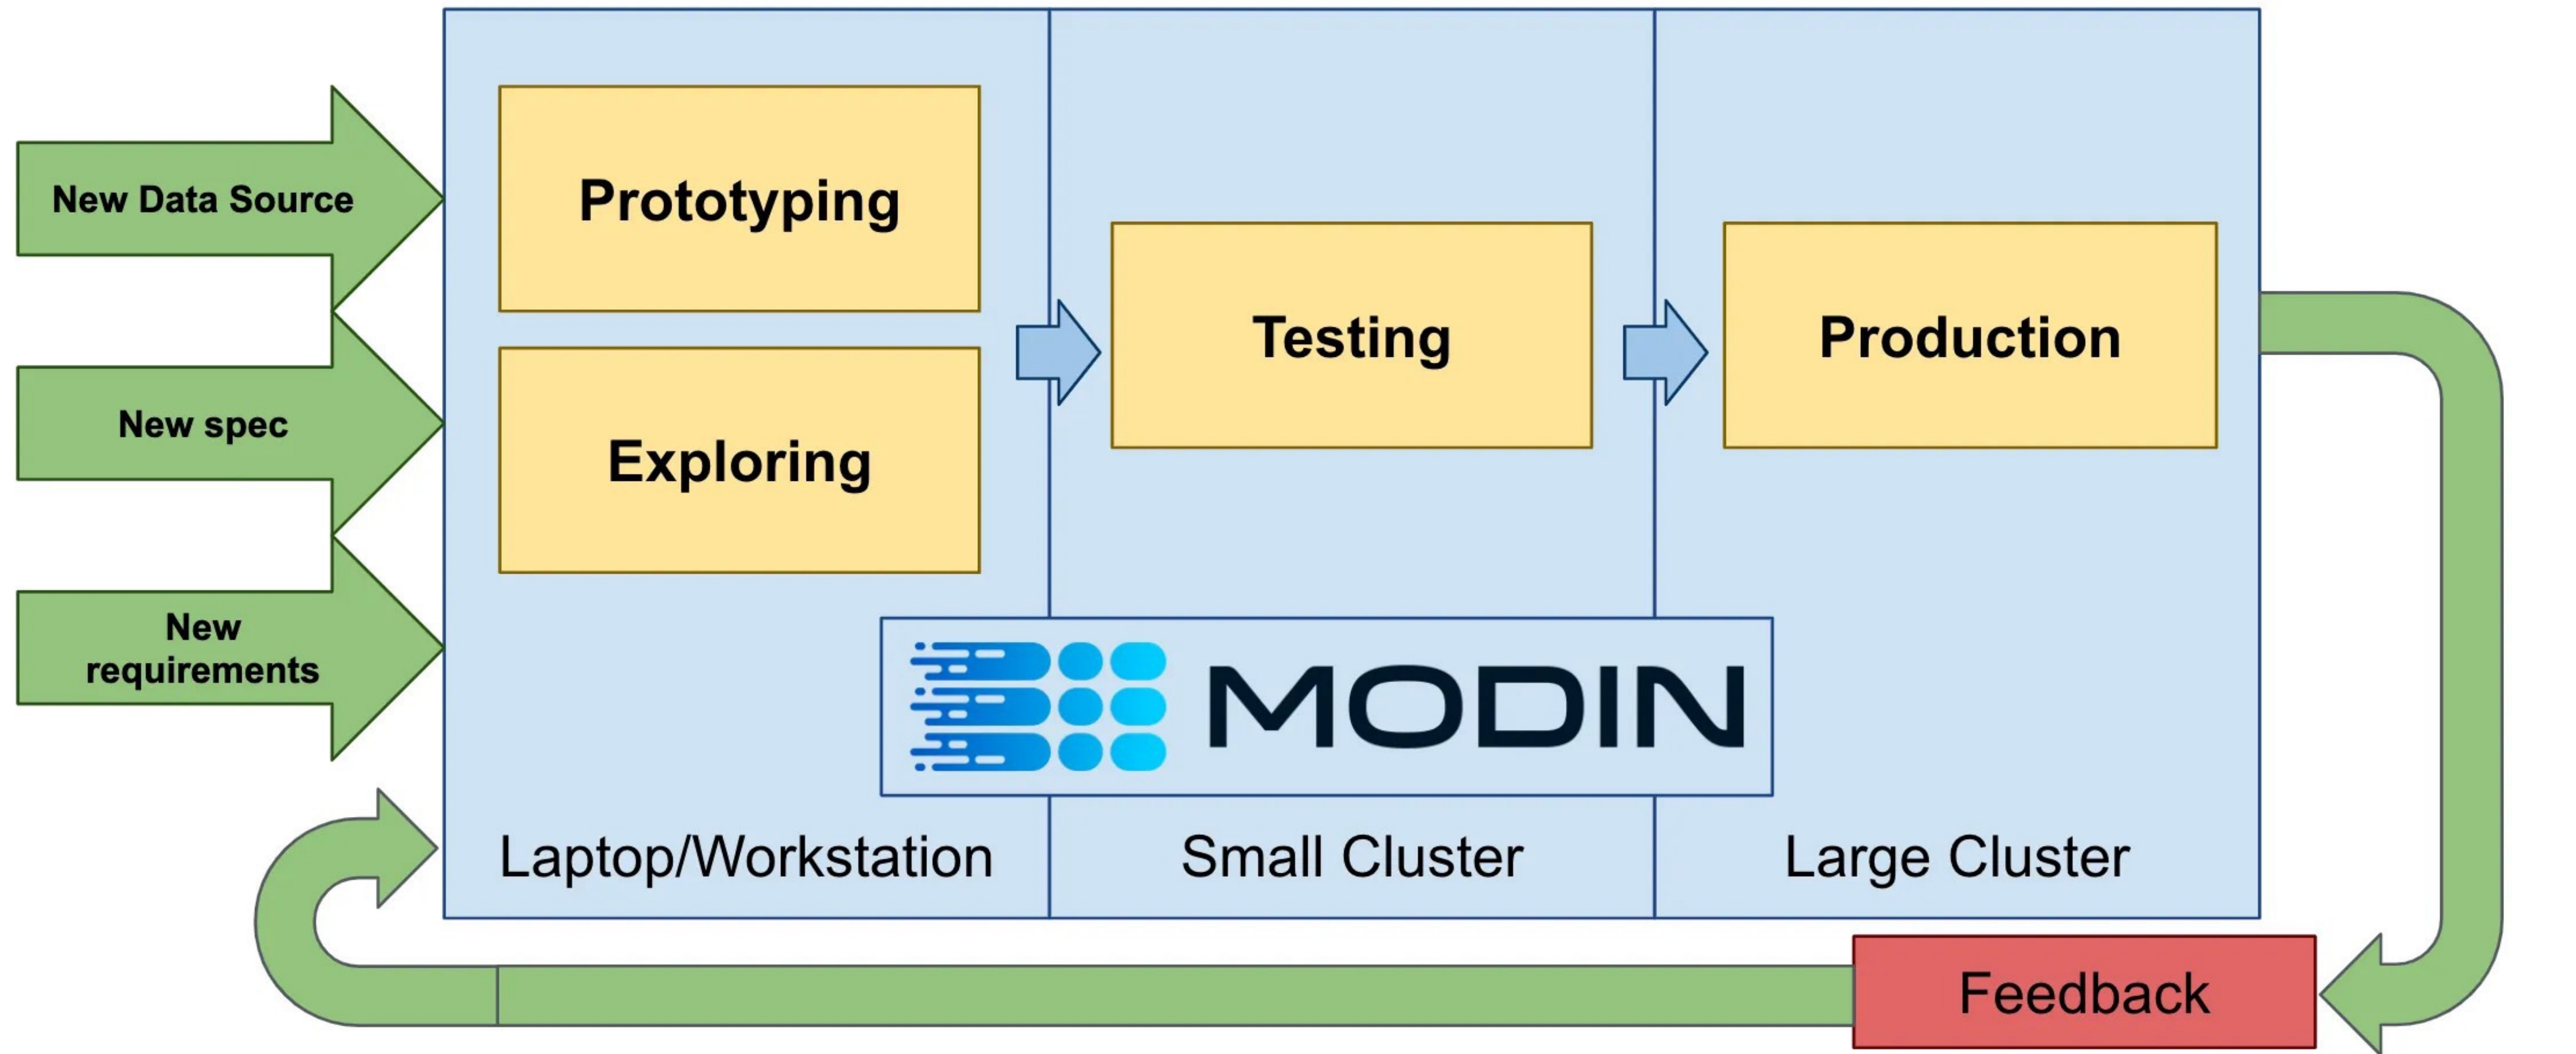 New Data Source
New spec
New
requirements
Prototyping
Exploring
Testing
Production
MODIN
Laptop/Workstation
Small Cluster
Large Cluster
Feedback